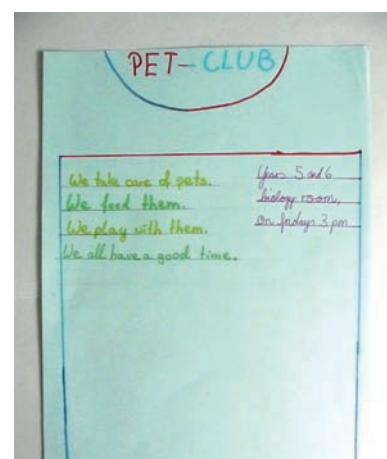 PET-CLUB
We take care of pets.
We feed them.
We play with them.
We all have a good time.
Years 5 and 6
biology room,
on fridays 3 pm